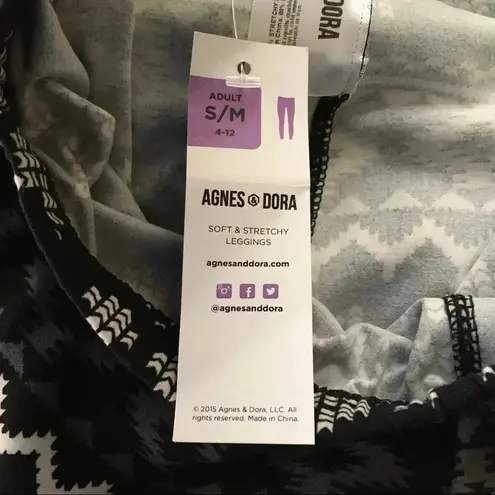 & DORA
ADULT
S/M
4-12
AGNES & DORA
SOFT & STRETCHY
LEGGINGS
agnesanddora.com
@agnesanddora
© 2015 Agnes & Dora, LLC. All
rights reserved. Made in China.